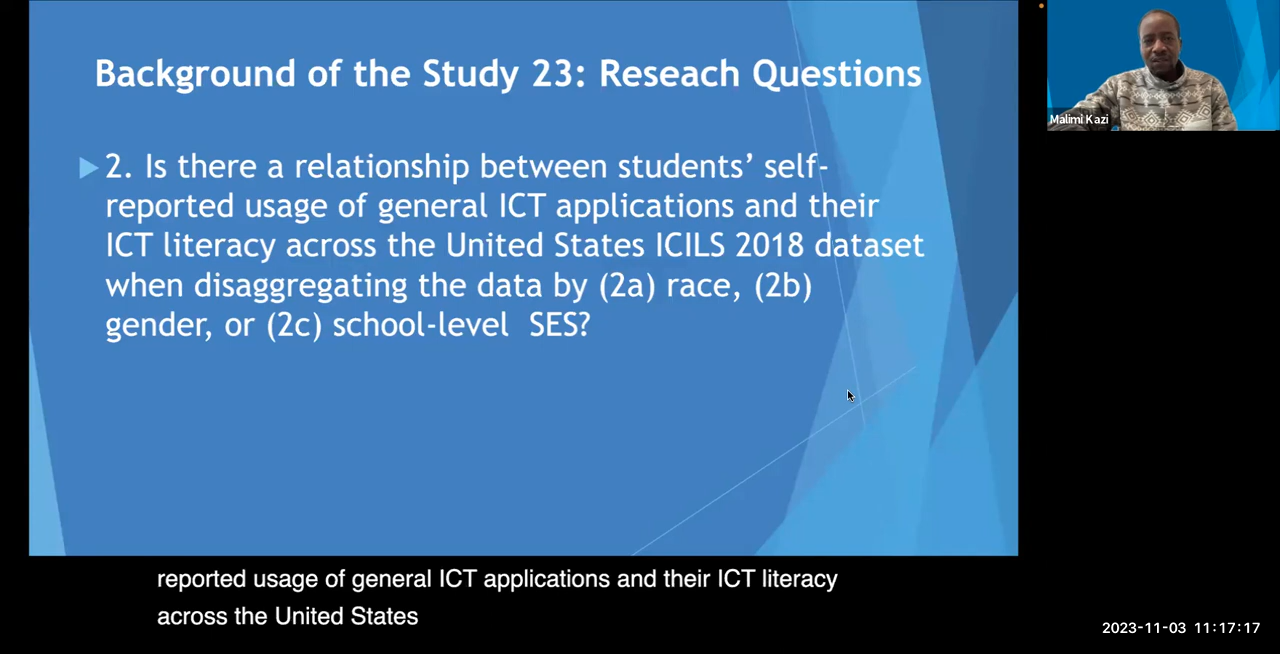 Background of the Study 23: Reseach Questions
2. Is there a relationship between students’ self-
reported usage of general ICT applications and their
ICT literacy across the United States ICILS 2018 dataset
when disaggregating the data by (2a) race, (2b)
gender, or (2c) school-level SES?
Malimi Kazi
reported usage of general ICT applications and their ICT literacy
across the United States
2023-11-03 11:17:17